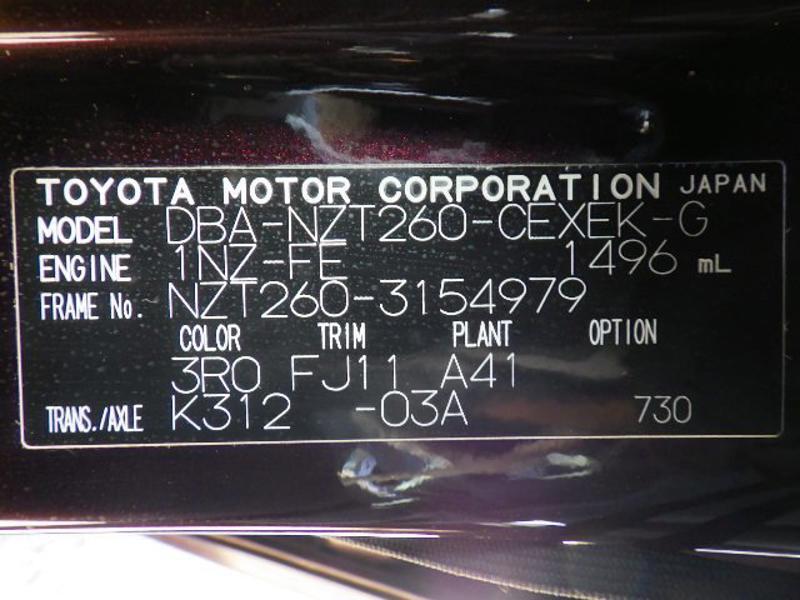 TOYOTA MOTOR CORPORATION JAPAN
MODEL DBA-NZT260-CEXEK-G
ENGINE 1NZ-FE 1496 mL
FRAME No. NZT260-3154979
COLOR TRIM PLANT OPTION
3R0 FJ11 A41
TRANS./AXLE K312 -03A 730